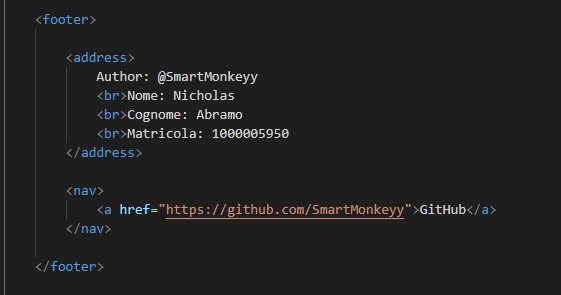 <footer>
<address>
Author: @SmartMonkeyy
<br>Nome: Nicholas
<br>Cognome: Abramo
<br>Matricola: 1000005950
</address>
<nav>
<a href="https://github.com/SmartMonkeyy">GitHub</a>
</nav>
</footer>